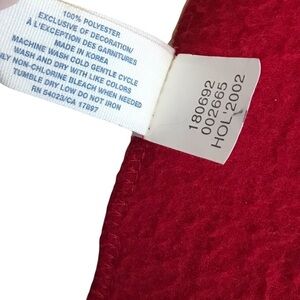 100% POLYESTER
EXCLUSIVE OF DECORATION/
A L'EXCEPTION DES GARNITURES
MADE IN KOREA
MACHINE WASH COLD GENTLE CYCLE
WASH AND DRY WITH LIKE COLORS
ONLY NON-CHLORINE BLEACH WHEN NEEDED
TUMBLE DRY LOW DO NOT IRON
RN 54023/CA 17897
180692
002665
HOL'2002